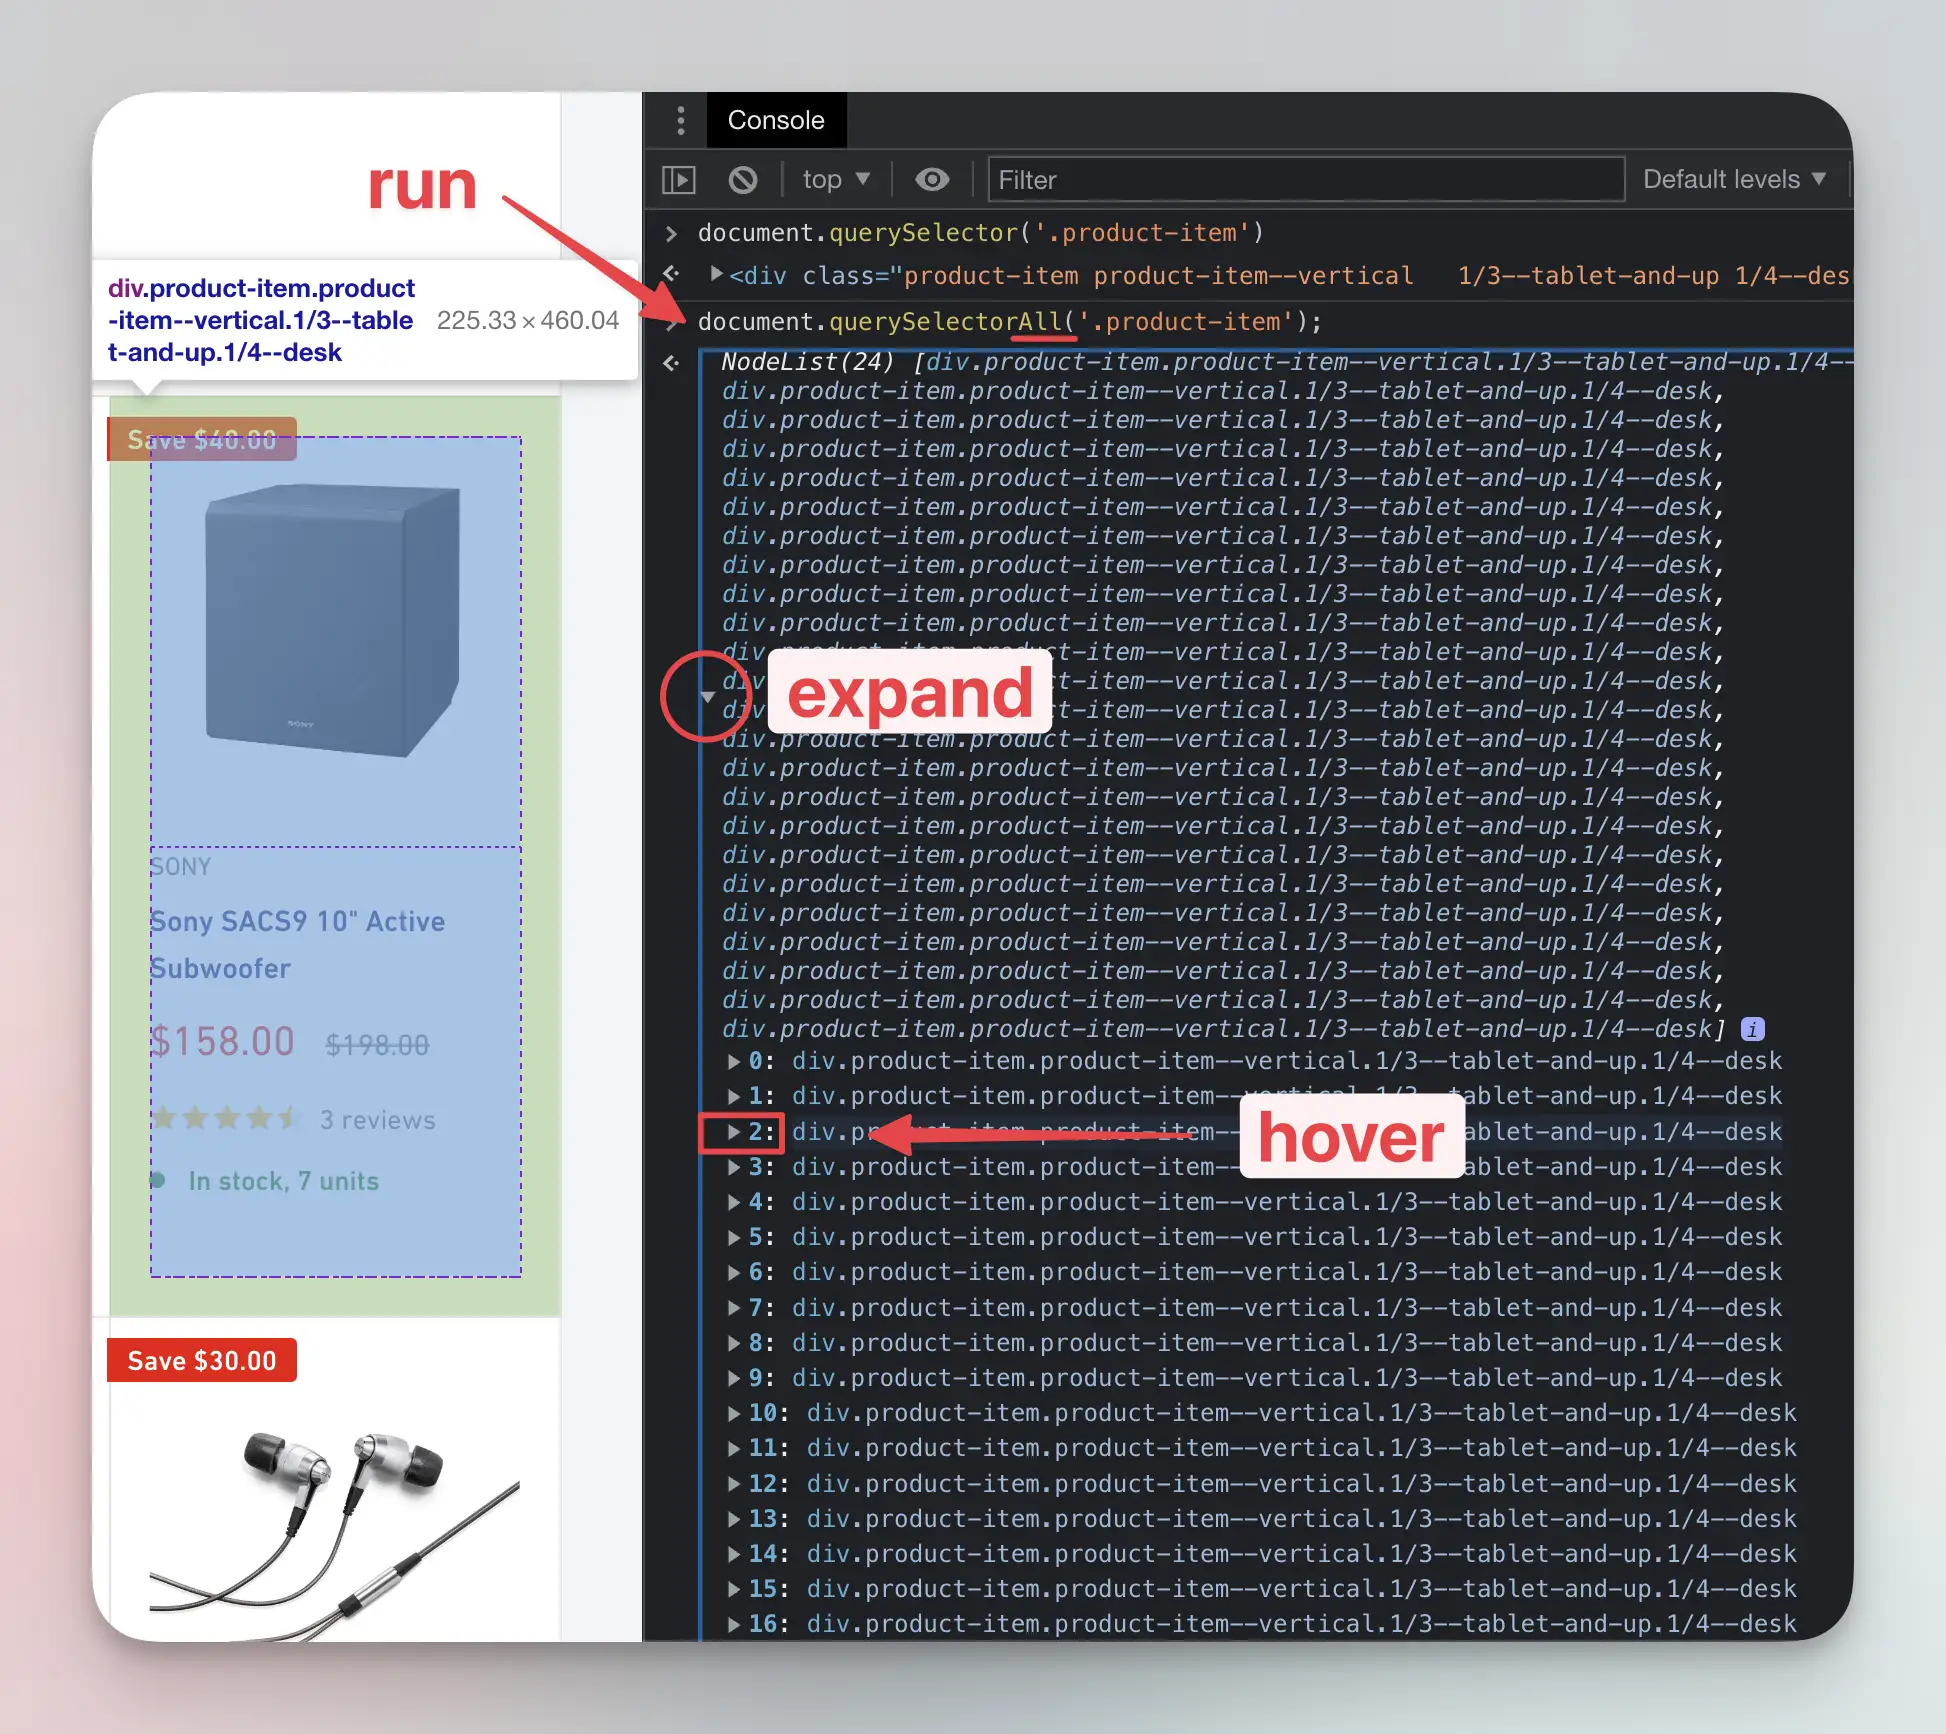 run
div.product-item.product
-item--vertical.1/3--table
t-and-up.1/4--desk
225.33 × 460.04
Save $40.00
SONY
SONY
Sony SACS9 10" Active
Subwoofer
$158.00 $198.00
3 reviews
In stock, 7 units
Save $30.00
Console
top
Filter
Default levels
document.querySelector('.product-item')
<div class="product-item product-item--vertical 1/3--tablet-and-up 1/4--des
document.querySelectorAll('.product-item');
NodeList(24) [div.product-item.product-item--vertical.1/3--tablet-and-up.1/4--
div.product-item.product-item--vertical.1/3--tablet-and-up.1/4--desk,
div.product-item.product-item--vertical.1/3--tablet-and-up.1/4--desk,
div.product-item.product-item--vertical.1/3--tablet-and-up.1/4--desk,
div.product-item.product-item--vertical.1/3--tablet-and-up.1/4--desk,
div.product-item.product-item--vertical.1/3--tablet-and-up.1/4--desk,
div.product-item.product-item--vertical.1/3--tablet-and-up.1/4--desk,
div.product-item.product-item--vertical.1/3--tablet-and-up.1/4--desk,
div.product-item.product-item--vertical.1/3--tablet-and-up.1/4--desk,
div.product-item.product-item--vertical.1/3--tablet-and-up.1/4--desk,
div.product-item.product-item--vertical.1/3--tablet-and-up.1/4--desk,
div ct-item--vertical.1/3--tablet-and-up.1/4--desk,
expand
div ct-item--vertical.1/3--tablet-and-up.1/4--desk,
div.product-item.product-item--vertical.1/3--tablet-and-up.1/4--desk,
div.product-item.product-item--vertical.1/3--tablet-and-up.1/4--desk,
div.product-item.product-item--vertical.1/3--tablet-and-up.1/4--desk,
div.product-item.product-item--vertical.1/3--tablet-and-up.1/4--desk,
div.product-item.product-item--vertical.1/3--tablet-and-up.1/4--desk,
div.product-item.product-item--vertical.1/3--tablet-and-up.1/4--desk,
div.product-item.product-item--vertical.1/3--tablet-and-up.1/4--desk,
div.product-item.product-item--vertical.1/3--tablet-and-up.1/4--desk,
div.product-item.product-item--vertical.1/3--tablet-and-up.1/4--desk,
div.product-item.product-item--vertical.1/3--tablet-and-up.1/4--desk,
div.product-item.product-item--vertical.1/3--tablet-and-up.1/4--desk] i
0: div.product-item.product-item--vertical.1/3--tablet-and-up.1/4--desk
1: div.product-item.product-item--vertical.1/3--tablet-and-up.1/4--desk
2: div.product-item.product-item-- ablet-and-up.1/4--desk
hover
3: div.product-item.product-item-- ablet-and-up.1/4--desk
4: div.product-item.product-item--vertical.1/3--tablet-and-up.1/4--desk
5: div.product-item.product-item--vertical.1/3--tablet-and-up.1/4--desk
6: div.product-item.product-item--vertical.1/3--tablet-and-up.1/4--desk
7: div.product-item.product-item--vertical.1/3--tablet-and-up.1/4--desk
8: div.product-item.product-item--vertical.1/3--tablet-and-up.1/4--desk
9: div.product-item.product-item--vertical.1/3--tablet-and-up.1/4--desk
10: div.product-item.product-item--vertical.1/3--tablet-and-up.1/4--desk
11: div.product-item.product-item--vertical.1/3--tablet-and-up.1/4--desk
12: div.product-item.product-item--vertical.1/3--tablet-and-up.1/4--desk
13: div.product-item.product-item--vertical.1/3--tablet-and-up.1/4--desk
14: div.product-item.product-item--vertical.1/3--tablet-and-up.1/4--desk
15: div.product-item.product-item--vertical.1/3--tablet-and-up.1/4--desk
16: div.product-item.product-item--vertical.1/3--tablet-and-up.1/4--desk